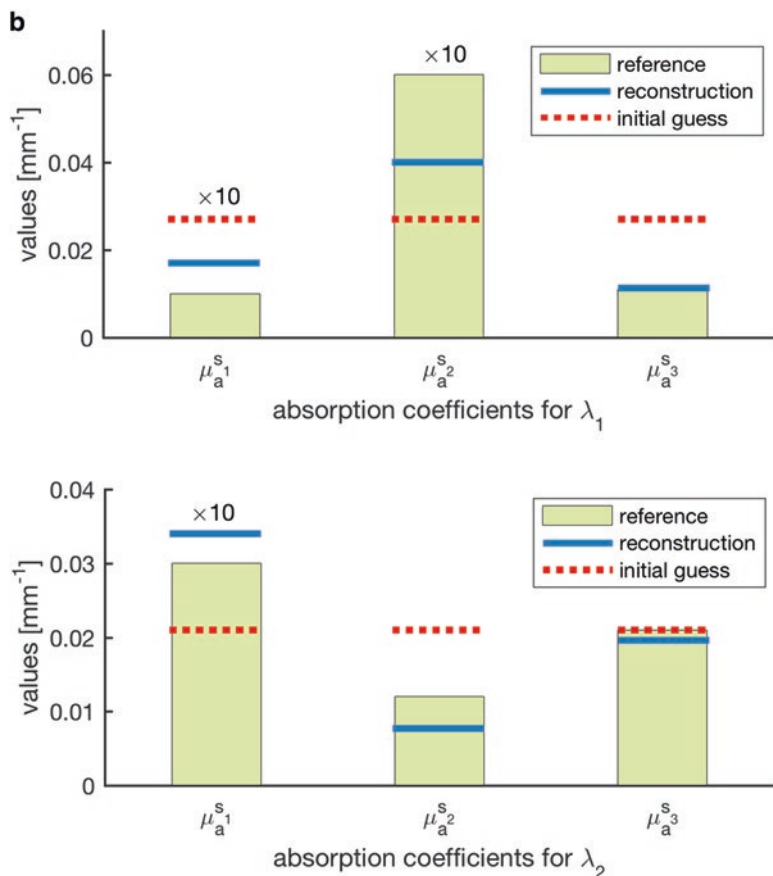 b
×10
×10
reference
reconstruction
initial guess
0.06
0.04
0.02
0
values [mm⁻¹]
μₐˢ¹ μₐˢ² μₐˢ³
absorption coefficients for λ₁
×10
reference
reconstruction
initial guess
0.04
0.03
0.02
0.01
0
values [mm⁻¹]
μₐˢ¹ μₐˢ² μₐˢ³
absorption coefficients for λ₂